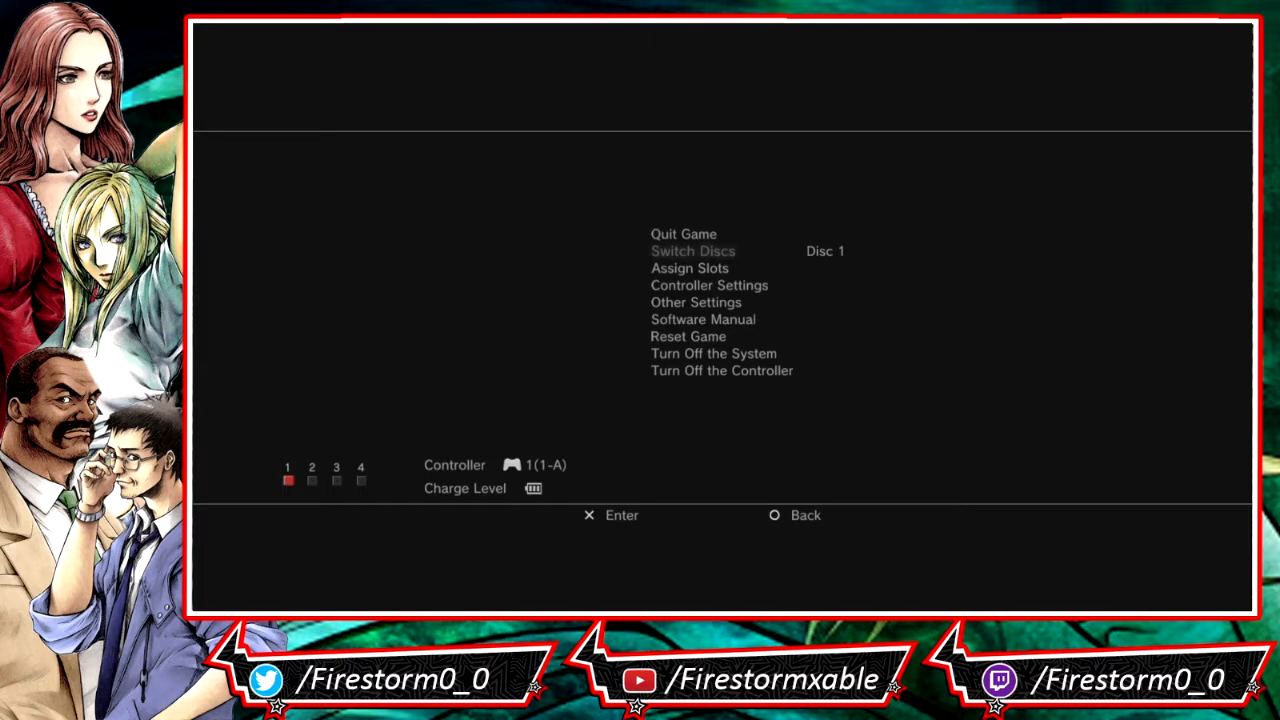 Quit Game
Switch Discs Disc 1
Assign Slots
Controller Settings
Other Settings
Software Manual
Reset Game
Turn Off the System
Turn Off the Controller
1 2 3 4
Controller 1(1-A)
Charge Level
X Enter O Back
/Firestorm0_0 /Firestormxable /Firestorm0_0